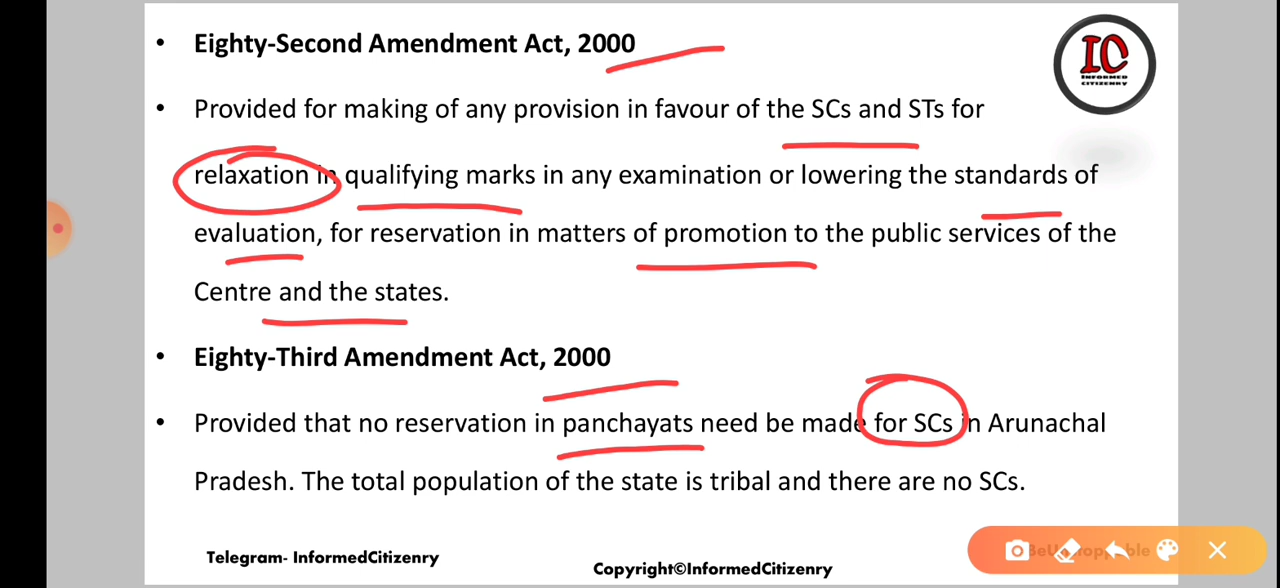 • Eighty-Second Amendment Act, 2000
IC
INFORMED
CITIZENRY
• Provided for making of any provision in favour of the SCs and STs for
relaxation in qualifying marks in any examination or lowering the standards of
evaluation, for reservation in matters of promotion to the public services of the
Centre and the states.
• Eighty-Third Amendment Act, 2000
• Provided that no reservation in panchayats need be made for SCs in Arunachal
Pradesh. The total population of the state is tribal and there are no SCs.
Telegram- InformedCitizenry
Copyright©InformedCitizenry